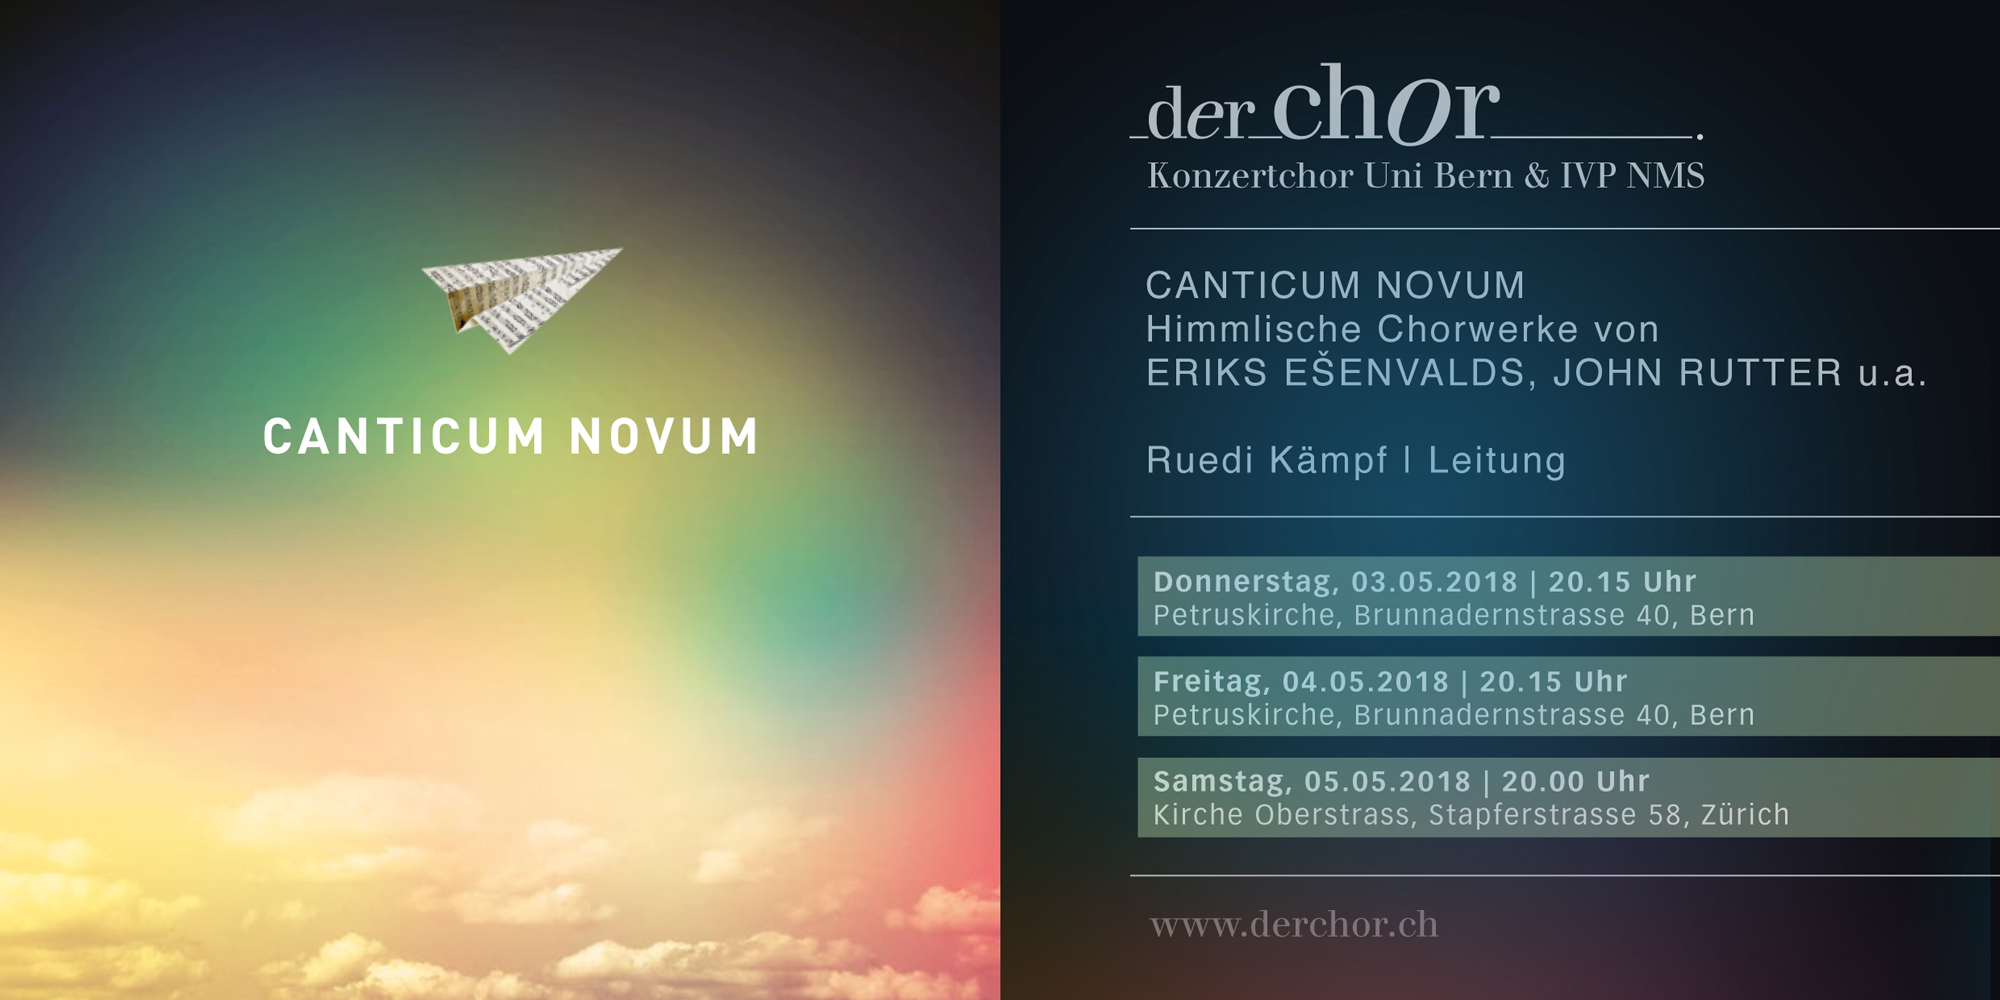 CANTICUM NOVUM
der chor.
Konzertchor Uni Bern & IVP NMS
CANTICUM NOVUM
Himmlische Chorwerke von
ERIKS EŠENVALDS, JOHN RUTTER u.a.
Ruedi Kämpf | Leitung
Donnerstag, 03.05.2018 | 20.15 Uhr
Petruskirche, Brunnadernstrasse 40, Bern
Freitag, 04.05.2018 | 20.15 Uhr
Petruskirche, Brunnadernstrasse 40, Bern
Samstag, 05.05.2018 | 20.00 Uhr
Kirche Oberstrass, Stapferstrasse 58, Zürich
www.derchor.ch